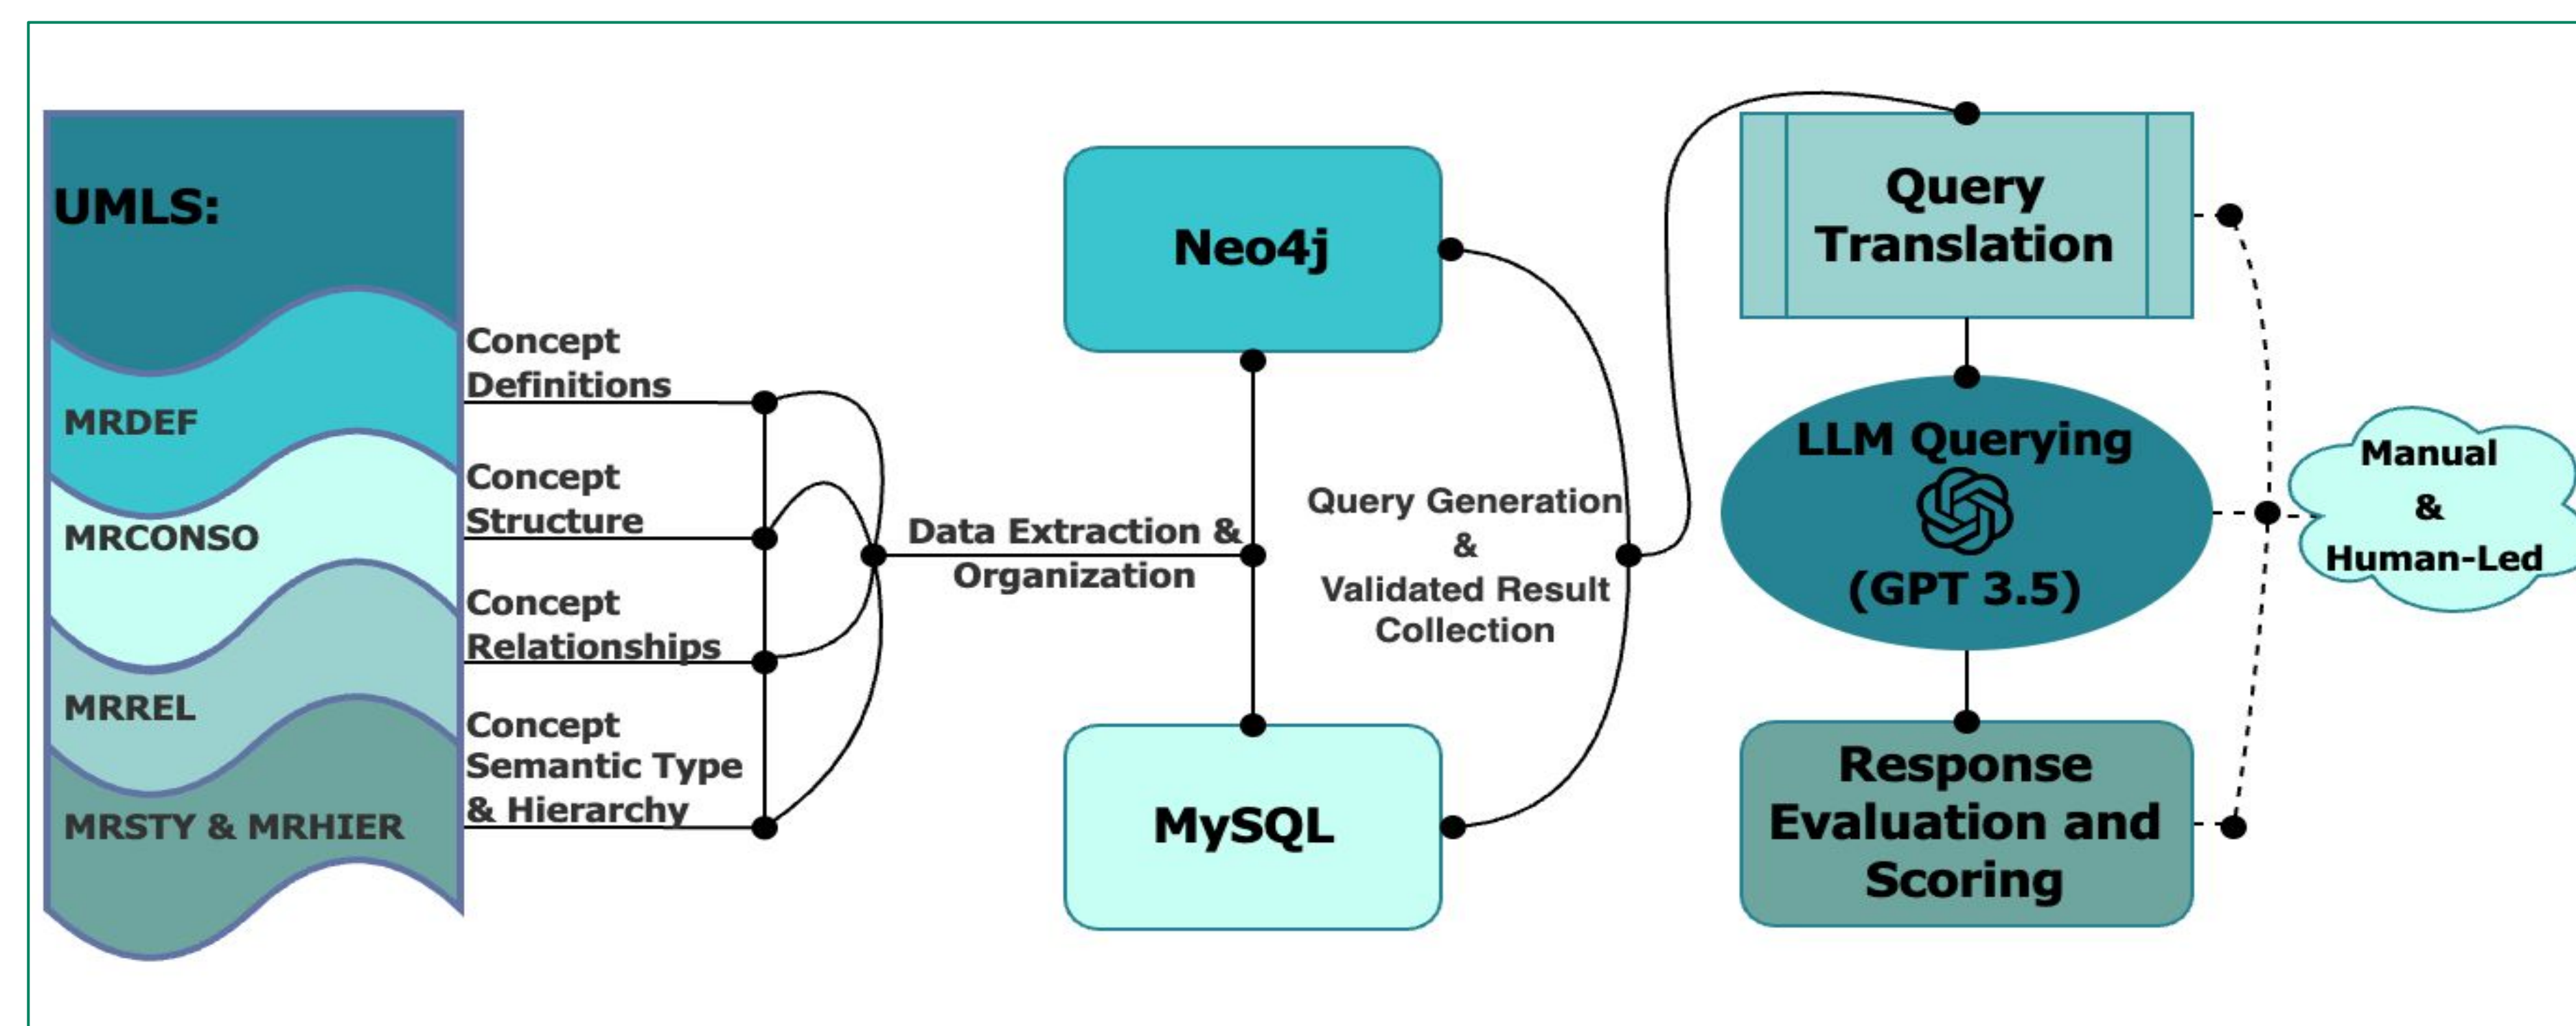 UMLS:
MRDEF
MRCONSO
MRREL
MRSTY & MRHIER
Concept
Definitions
Concept
Structure
Concept
Relationships
Concept
Semantic Type
& Hierarchy
Data Extraction &
Organization
Neo4j
MySQL
Query Generation
&
Validated Result
Collection
Query
Translation
LLM Querying
(GPT 3.5)
Response
Evaluation and
Scoring
Manual
&
Human-Led